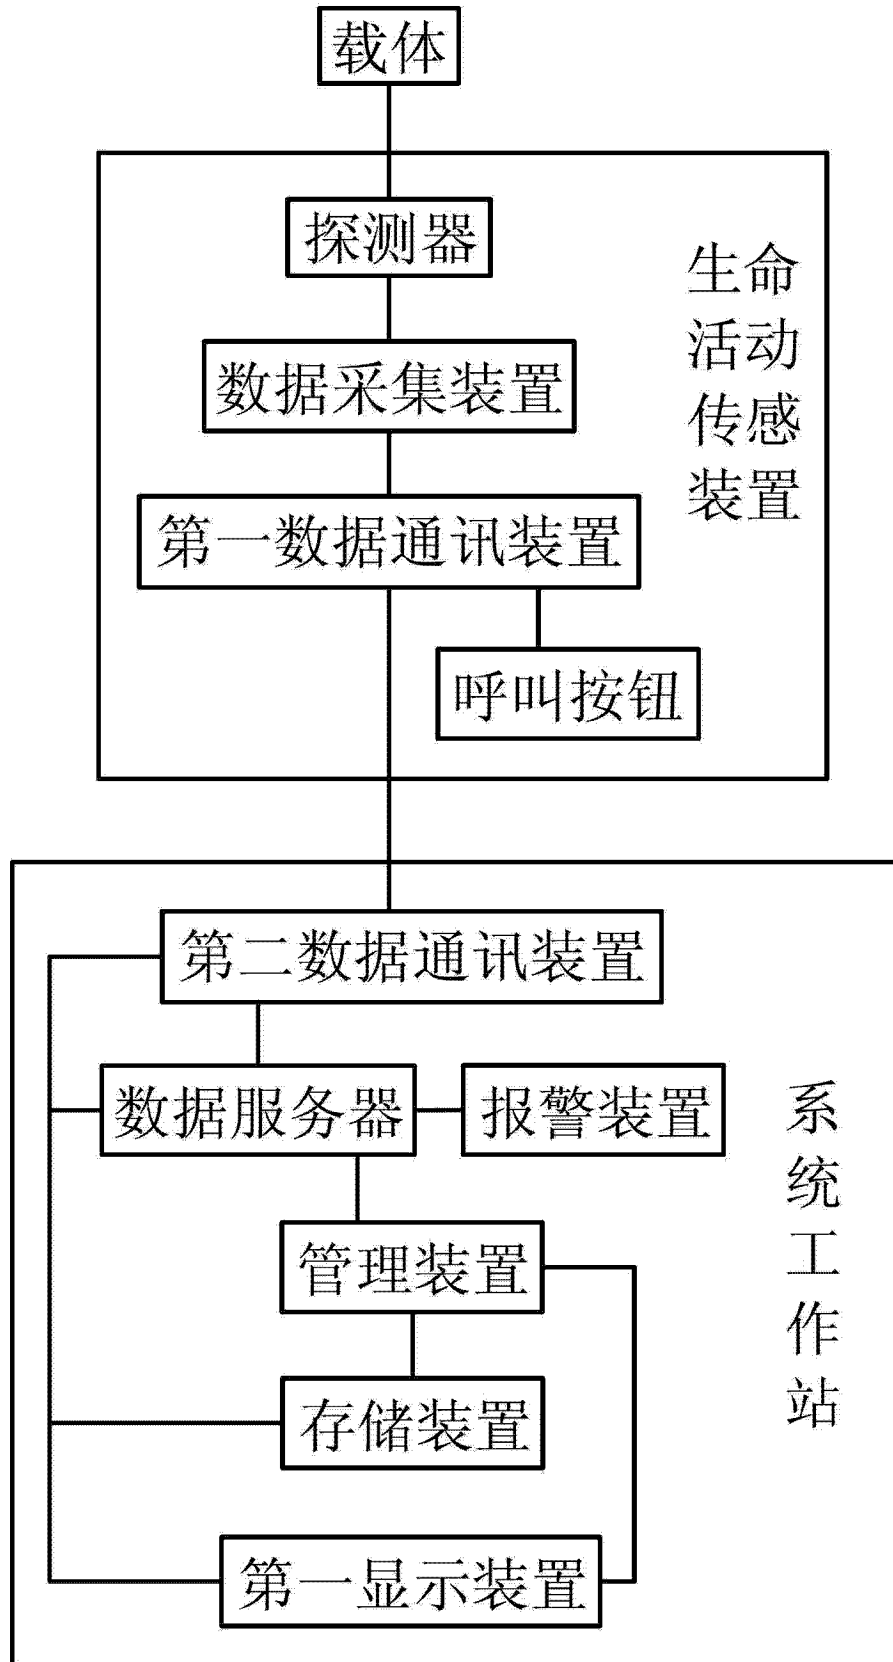 载体
探测器
数据采集装置
第一数据通讯装置
呼叫按钮
生命
活动
传感
装置
第二数据通讯装置
数据服务器
报警装置
管理装置
存储装置
第一显示装置
系
统
工
作
站